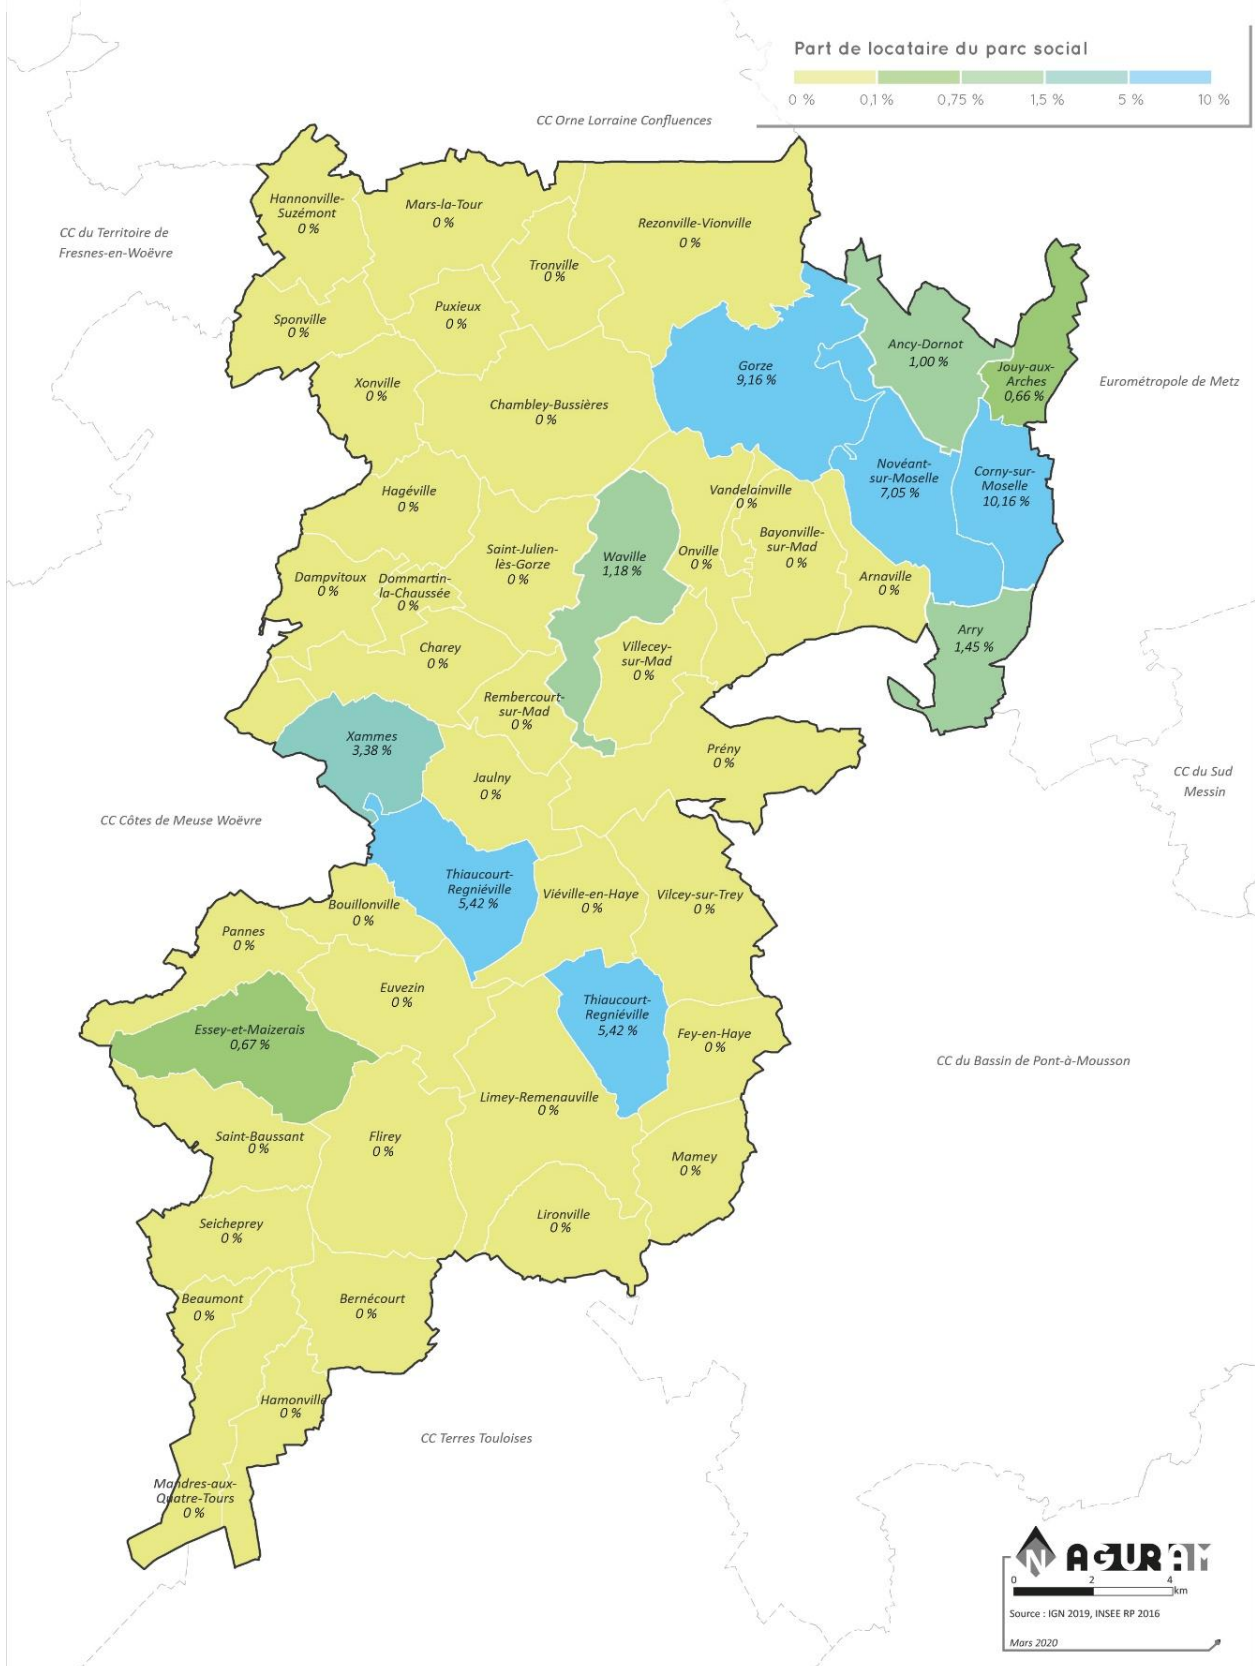 Part de locataire du parc social
0 %
0,1 %
0,75 %
1,5 %
5 %
10 %
CC Orne Lorraine Confluences
Hannonville-
Suzémont
0 %
Mars-la-Tour
0 %
Rezonville-Vionville
0 %
CC du Territoire de
Fresnes-en-Woëvre
Tronville
0 %
Sponville
0 %
Puxieux
0 %
Ancy-Dornot
1,00 %
Gorze
9,16 %
Jouy-aux-
Arches
0,66 %
Eurométropole de Metz
Xonville
0 %
Chambley-Bussières
0 %
Novéant-
sur-Moselle
7,05 %
Corny-sur-
Moselle
10,16 %
Hagéville
0 %
Vandelainville
0 %
Bayonville-
sur-Mad
0 %
Saint-Julien-
lès-Gorze
0 %
Waville
1,18 %
Onville
0 %
Dampvitoux
0 %
Dommartin-
la-Chaussée
0 %
Arnaville
0 %
Arry
1,45 %
Charey
0 %
Villecey-
sur-Mad
0 %
Rembercourt-
sur-Mad
0 %
Xammes
3,38 %
Prény
0 %
Jaulny
0 %
CC du Sud
Messin
CC Côtes de Meuse Woëvre
Thiaucourt-
Regniéville
5,42 %
Viéville-en-Haye
0 %
Vilcey-sur-Trey
0 %
Bouillonville
0 %
Pannes
0 %
Euvezin
0 %
Thiaucourt-
Regniéville
5,42 %
Essey-et-Maizerais
0,67 %
Fey-en-Haye
0 %
CC du Bassin de Pont-à-Mousson
Limey-Remenauville
0 %
Saint-Baussant
0 %
Flirey
0 %
Mamey
0 %
Seicheprey
0 %
Lironville
0 %
Beaumont
0 %
Bernécourt
0 %
Hamonville
0 %
CC Terres Touloises
Mandres-aux-
Quatre-Tours
0 %
N AGURAM
0 2 4
km
Source : IGN 2019, INSEE RP 2016
Mars 2020